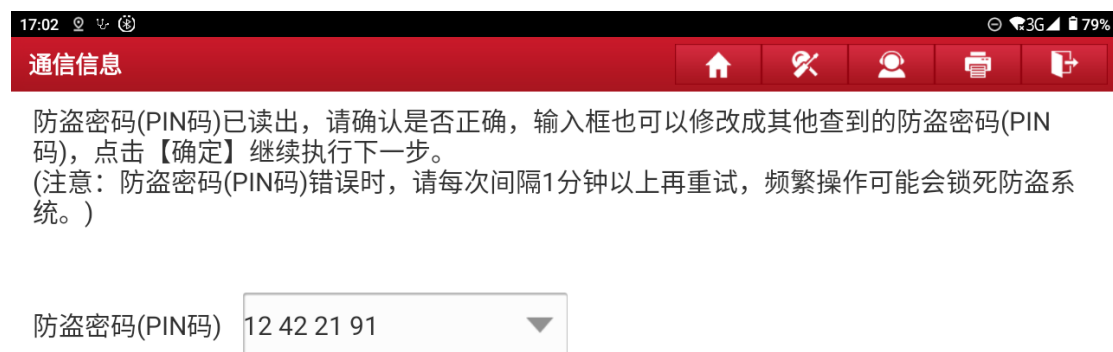 17:02 3G 79%
通信信息
防盗密码(PIN码)已读出，请确认是否正确，输入框也可以修改成其他查到的防盗密码(PIN
码)，点击【确定】继续执行下一步。
(注意：防盗密码(PIN码)错误时，请每次间隔1分钟以上再重试，频繁操作可能会锁死防盗系
统。)
防盗密码(PIN码) 12 42 21 91